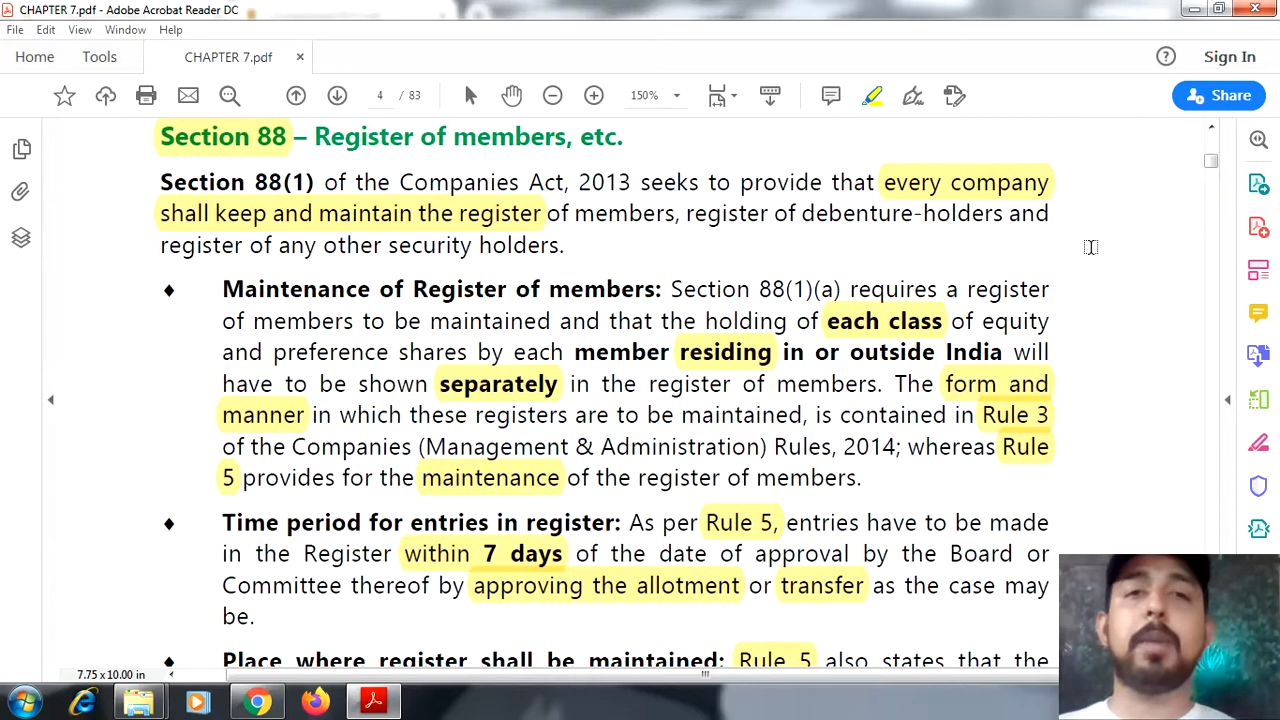 CHAPTER 7.pdf - Adobe Acrobat Reader DC
File Edit View Window Help
Home Tools CHAPTER 7.pdf × ? Sign In
4 / 83 150% Share
Section 88 – Register of members, etc.
Section 88(1) of the Companies Act, 2013 seeks to provide that every company
shall keep and maintain the register of members, register of debenture-holders and
register of any other security holders.
♦ Maintenance of Register of members: Section 88(1)(a) requires a register
of members to be maintained and that the holding of each class of equity
and preference shares by each member residing in or outside India will
have to be shown separately in the register of members. The form and
manner in which these registers are to be maintained, is contained in Rule 3
of the Companies (Management & Administration) Rules, 2014; whereas Rule
5 provides for the maintenance of the register of members.
♦ Time period for entries in register: As per Rule 5, entries have to be made
in the Register within 7 days of the date of approval by the Board or
Committee thereof by approving the allotment or transfer as the case may
be.
♦ Place where register shall be maintained: Rule 5 also states that the
7.75 x 10.00 in